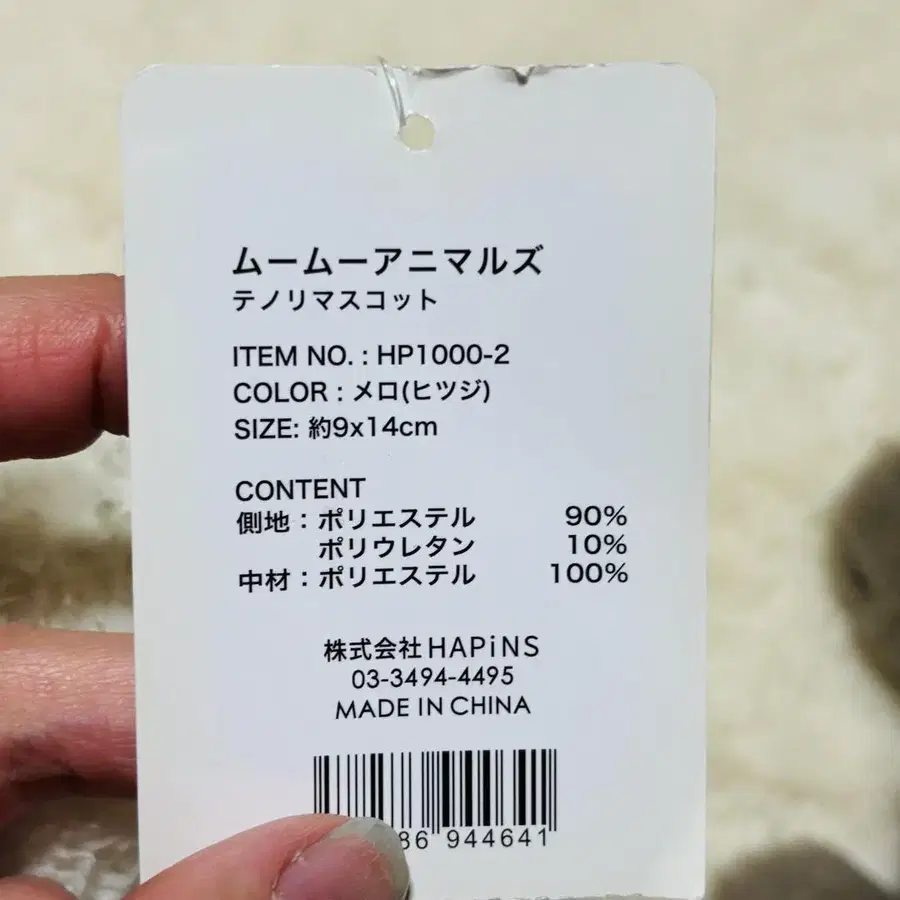 ムームーアニマルズ
テノリマスコット
ITEM NO. : HP1000-2
COLOR : メロ(ヒツジ)
SIZE: 約9x14cm
CONTENT
側地 : ポリエステル 90%
ポリウレタン 10%
中材 : ポリエステル 100%
株式会社HAPiNS
03-3494-4495
MADE IN CHINA
86 944641